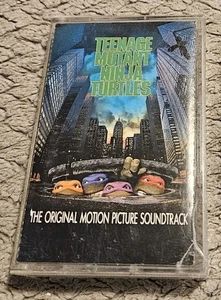 TEENAGE
MUTANT
NINJA
TURTLES
THE ORIGINAL MOTION PICTURE SOUNDTRACK